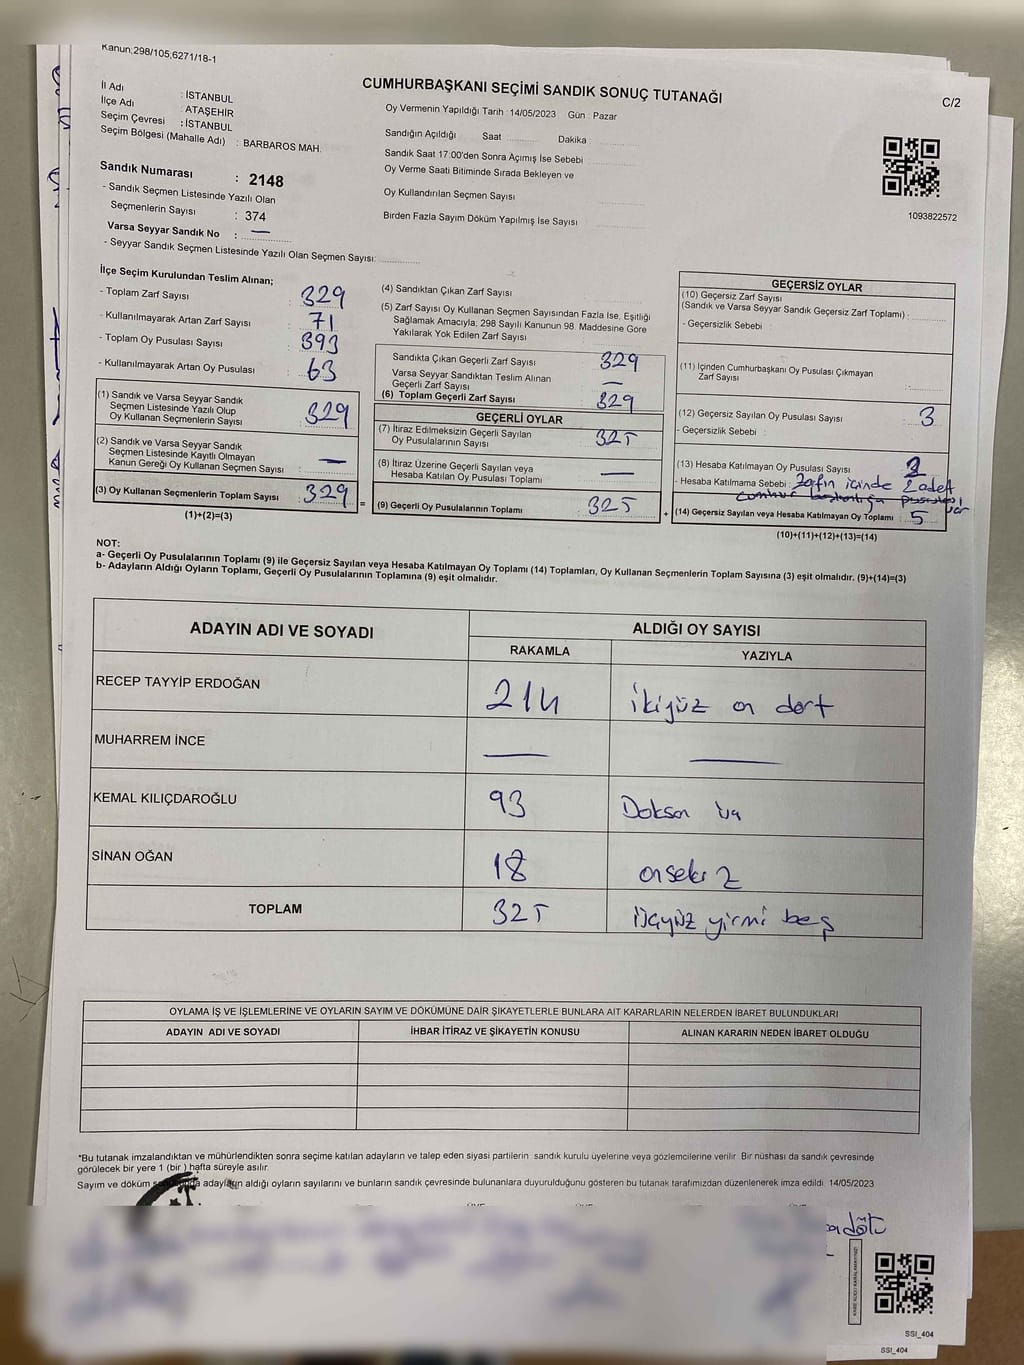 Kanun;298/105,6271/18-1
CUMHURBAŞKANI SEÇİMİ SANDIK SONUÇ TUTANAĞI
C/2
İl Adı : İSTANBUL
İlçe Adı : ATAŞEHİR
Seçim Çevresi : İSTANBUL
Seçim Bölgesi (Mahalle Adı) : BARBAROS MAH.
Oy Vermenin Yapıldığı Tarih : 14/05/2023 Gün : Pazar
Sandığın Açıldığı Saat Dakika
Sandık Saat 17:00'den Sonra Açımış İse Sebebi
Oy Verme Saati Bitiminde Sırada Bekleyen ve
Oy Kullandırılan Seçmen Sayısı
Birden Fazla Sayım Döküm Yapılmış İse Sayısı
1093822572
Sandık Numarası : 2148
- Sandık Seçmen Listesinde Yazılı Olan
Seçmenlerin Sayısı : 374
Varsa Seyyar Sandık No : —
- Seyyar Sandık Seçmen Listesinde Yazılı Olan Seçmen Sayısı:
İlçe Seçim Kurulundan Teslim Alınan;
- Toplam Zarf Sayısı : 329
- Kullanılmayarak Artan Zarf Sayısı : 71
- Toplam Oy Pusulası Sayısı : 393
- Kullanılmayarak Artan Oy Pusulası : 63
(1) Sandık ve Varsa Seyyar Sandık
Seçmen Listesinde Yazılı Olup
Oy Kullanan Seçmenlerin Sayısı : 329
(2) Sandık ve Varsa Seyyar Sandık
Seçmen Listesinde Kayıtlı Olmayan
Kanun Gereği Oy Kullanan Seçmen Sayısı : —
(3) Oy Kullanan Seçmenlerin Toplam Sayısı : 329
(1)+(2)=(3)
(4) Sandıktan Çıkan Zarf Sayısı
(5) Zarf Sayısı Oy Kullanan Seçmen Sayısından Fazla İse, Eşitliği
Sağlamak Amacıyla; 298 Sayılı Kanunun 98. Maddesine Göre
Yakılarak Yok Edilen Zarf Sayısı
Sandıkta Çıkan Geçerli Zarf Sayısı 329
Varsa Seyyar Sandıktan Teslim Alınan
Geçerli Zarf Sayısı —
(6) Toplam Geçerli Zarf Sayısı 329
GEÇERLİ OYLAR
(7) İtiraz Edilmeksizin Geçerli Sayılan
Oy Pusulalarının Sayısı 325
(8) İtiraz Üzerine Geçerli Sayılan veya
Hesaba Katılan Oy Pusulası Toplamı —
= (9) Geçerli Oy Pusulalarının Toplamı 325 +
GEÇERSİZ OYLAR
(10) Geçersiz Zarf Sayısı
(Sandık ve Varsa Seyyar Sandık Geçersiz Zarf Toplamı) :
- Geçersizlik Sebebi :
(11) İçinden Cumhurbaşkanı Oy Pusulası Çıkmayan
Zarf Sayısı :
(12) Geçersiz Sayılan Oy Pusulası Sayısı 3
- Geçersizlik Sebebi :
(13) Hesaba Katılmayan Oy Pusulası Sayısı 2
- Hesaba Katılmama Sebebi : Zarfın içinde 2 adet
cumhur başkanlığı pusulası var
(14) Geçersiz Sayılan veya Hesaba Katılmayan Oy Toplamı : 5
(10)+(11)+(12)+(13)=(14)
NOT:
a- Geçerli Oy Pusulalarının Toplamı (9) ile Geçersiz Sayılan veya Hesaba Katılmayan Oy Toplamı (14) Toplamları, Oy Kullanan Seçmenlerin Toplam Sayısına (3) eşit olmalıdır. (9)+(14)=(3)
b- Adayların Aldığı Oyların Toplamı, Geçerli Oy Pusulalarının Toplamına (9) eşit olmalıdır.
ADAYIN ADI VE SOYADI ALDIĞI OY SAYISI
RAKAMLA YAZIYLA
RECEP TAYYİP ERDOĞAN 214 ikiyüz on dört
MUHARREM İNCE — —
KEMAL KILIÇDAROĞLU 93 Doksan üç
SİNAN OĞAN 18 onsekiz
TOPLAM 325 üçyüz yirmi beş
OYLAMA İŞ VE İŞLEMLERİNE VE OYLARIN SAYIM VE DÖKÜMÜNE DAİR ŞİKAYETLERLE BUNLARA AİT KARARLARIN NELERDEN İBARET BULUNDUKLARI
ADAYIN ADI VE SOYADI İHBAR İTİRAZ VE ŞİKAYETİN KONUSU ALINAN KARARIN NEDEN İBARET OLDUĞU
*Bu tutanak imzalandıktan ve mühürlendikten sonra seçime katılan adayların ve talep eden siyasi partilerin sandık kurulu üyelerine veya gözlemcilerine verilir. Bir nüshası da sandık çevresinde
görülecek bir yere 1 (bir ) hafta süreyle asılır.
Sayım ve döküm adayların aldığı oyların sayılarını ve bunların sandık çevresinde bulunanlara duyurulduğunu gösteren bu tutanak tarafımızdan düzenlenerek imza edildi. 14/05/2023
SSI_404
SSI_404